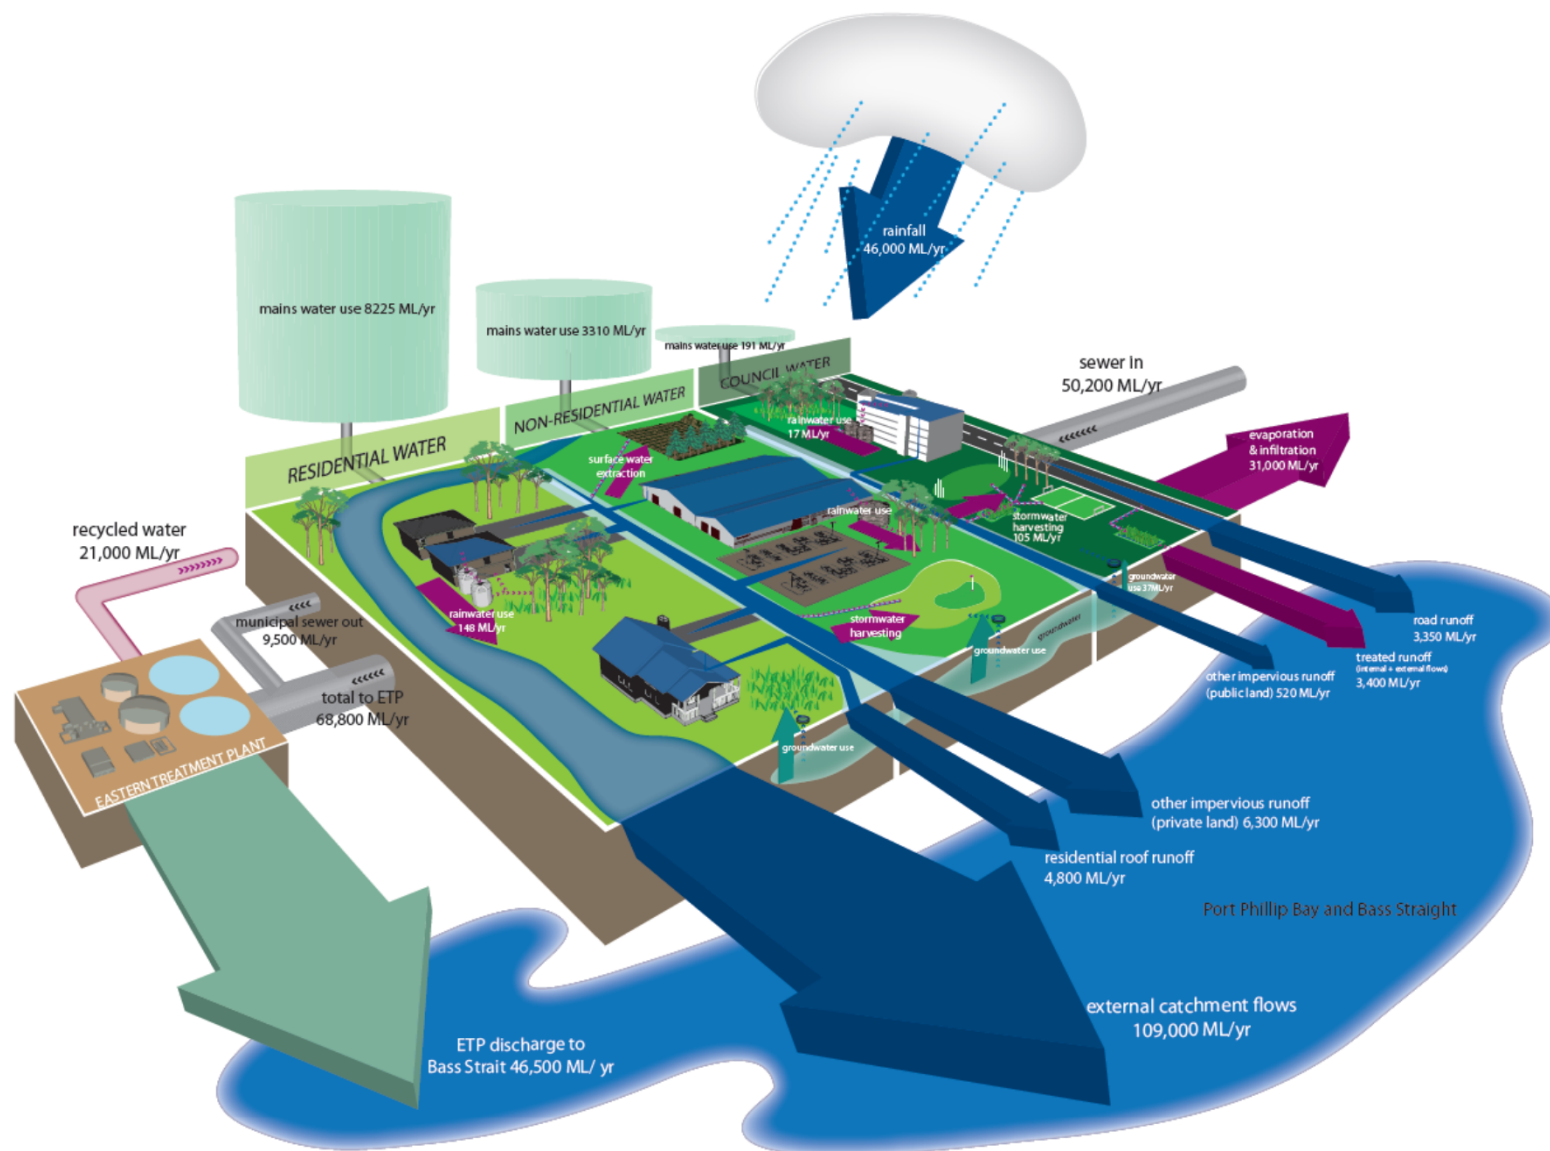 rainfall
46,000 ML/yr
mains water use 8225 ML/yr
mains water use 3310 ML/yr
mains water use 191 ML/yr
RESIDENTIAL WATER
NON-RESIDENTIAL WATER
COUNCIL WATER
sewer in
50,200 ML/yr
evaporation
& infiltration
31,000 ML/yr
rainwater use
17 ML/yr
surface water
extraction
rainwater use
stormwater
harvesting
105 ML/yr
recycled water
21,000 ML/yr
municipal sewer out
9,500 ML/yr
total to ETP
68,800 ML/yr
EASTERN TREATMENT PLANT
rainwater use
148 ML/yr
stormwater
harvesting
groundwater
use 37ML/yr
groundwater
groundwater use
groundwater use
road runoff
3,350 ML/yr
treated runoff
(internal + external flows)
3,400 ML/yr
other impervious runoff
(public land) 520 ML/yr
other impervious runoff
(private land) 6,300 ML/yr
residential roof runoff
4,800 ML/yr
Port Phillip Bay and Bass Straight
external catchment flows
109,000 ML/yr
ETP discharge to
Bass Strait 46,500 ML/ yr